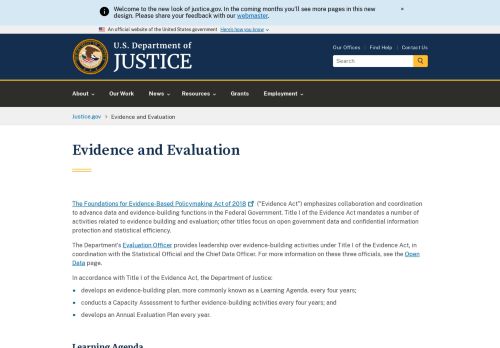 Welcome to the new look of justice.gov. In the coming months you'll see more pages in this new
design. Please share your feedback with our webmaster.
×
An official website of the United States government Here's how you know
U.S. Department of
JUSTICE
Our Offices Find Help Contact Us
Search
About Our Work News Resources Grants Employment
Justice.gov Evidence and Evaluation
Evidence and Evaluation
The Foundations for Evidence-Based Policymaking Act of 2018 ("Evidence Act") emphasizes collaboration and coordination
to advance data and evidence-building functions in the Federal Government. Title I of the Evidence Act mandates a number of
activities related to evidence building and evaluation; other titles focus on open government data and confidential information
protection and statistical efficiency.
The Department's Evaluation Officer provides leadership over evidence-building activities under Title I of the Evidence Act, in
coordination with the Statistical Official and the Chief Data Officer. For more information on these three officials, see the Open
Data page.
In accordance with Title I of the Evidence Act, the Department of Justice:
develops an evidence-building plan, more commonly known as a Learning Agenda, every four years;
conducts a Capacity Assessment to further evidence-building activities every four years; and
develops an Annual Evaluation Plan every year.
Learning Agenda